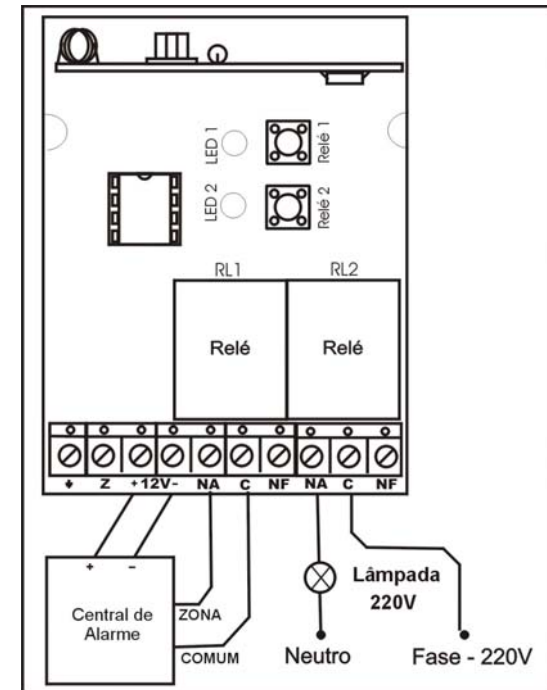 LED 1
Relé 1
LED 2
Relé 2
RL1
RL2
Relé
Relé
Z + 12V - NA C NF NA C NF
+ -
Central de
Alarme
ZONA
COMUM
Lâmpada
220V
Neutro
Fase - 220V